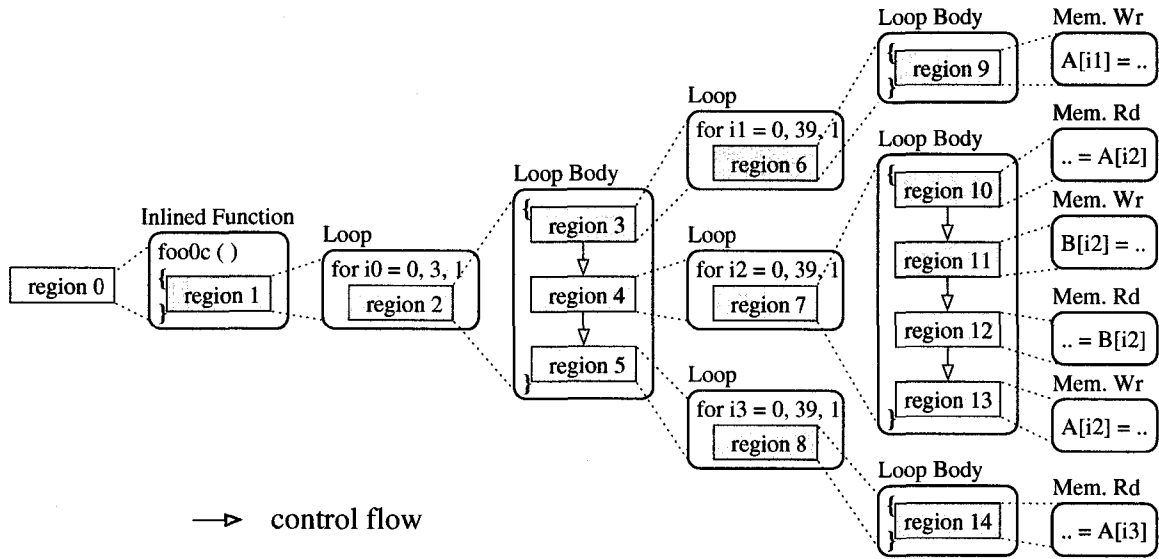 region 0
Inlined Function
foo0c ( )
{
region 1
}
Loop
for i0 = 0, 3, 1
region 2
Loop Body
{
region 3
region 4
region 5
}
Loop
for i1 = 0, 39, 1
region 6
Loop
for i2 = 0, 39, 1
region 7
Loop
for i3 = 0, 39, 1
region 8
Loop Body
{
region 9
}
Loop Body
{
region 10
region 11
region 12
region 13
}
Loop Body
{
region 14
}
Mem. Wr
A[i1] = ..
Mem. Rd
.. = A[i2]
Mem. Wr
B[i2] = ..
Mem. Rd
.. = B[i2]
Mem. Wr
A[i2] = ..
Mem. Rd
.. = A[i3]
control flow